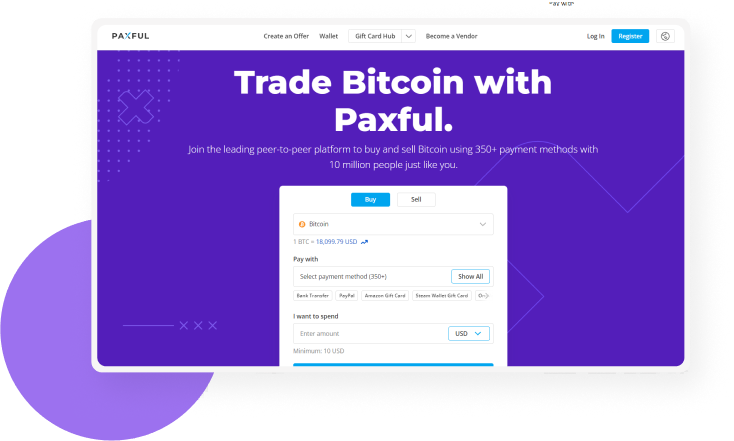 PAXFUL
Create an Offer Wallet Gift Card Hub Become a Vendor Log In Register
Trade Bitcoin with
Paxful.
Join the leading peer-to-peer platform to buy and sell Bitcoin using 350+ payment methods with
10 million people just like you.
Buy Sell
Bitcoin
1 BTC = 18,099.79 USD
Pay with
Select payment method (350+) Show All
Bank Transfer PayPal Amazon Gift Card Steam Wallet Gift Card
I want to spend
Enter amount USD
Minimum: 10 USD